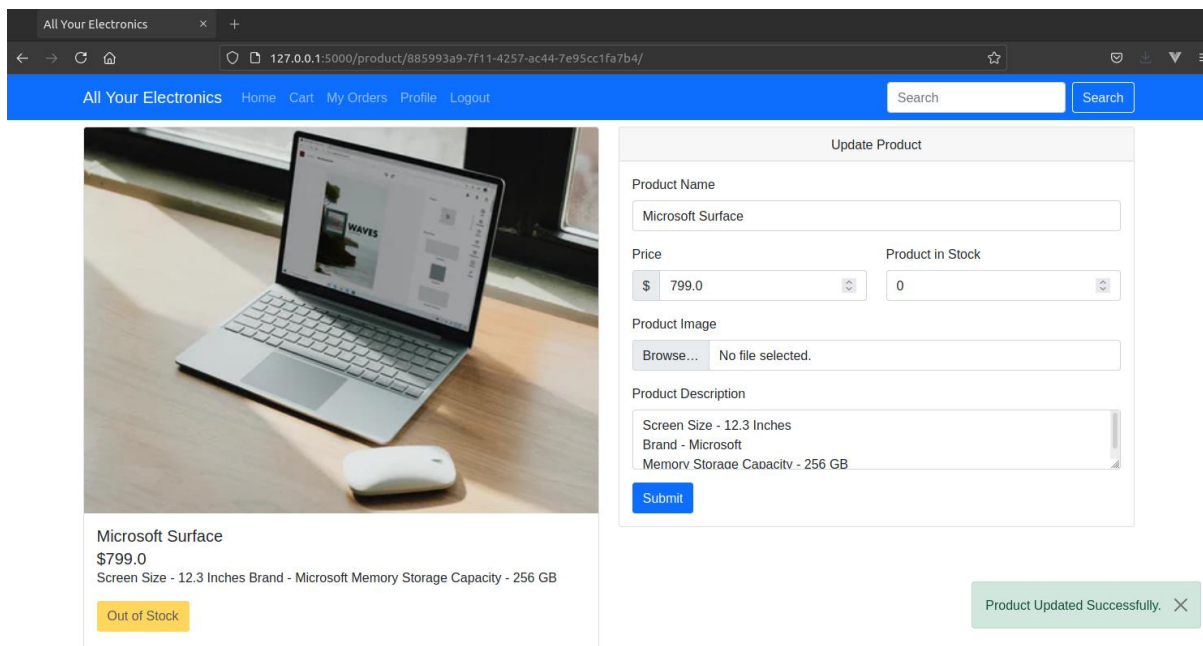 All Your Electronics
127.0.0.1:5000/product/885993a9-7f11-4257-ac44-7e95cc1fa7b4/
All Your Electronics Home Cart My Orders Profile Logout Search Search
WAVES
Microsoft Surface
$799.0
Screen Size - 12.3 Inches Brand - Microsoft Memory Storage Capacity - 256 GB
Out of Stock
Update Product
Product Name
Microsoft Surface
Price Product in Stock
$ 799.0 0
Product Image
Browse... No file selected.
Product Description
Screen Size - 12.3 Inches
Brand - Microsoft
Memory Storage Capacity - 256 GB
Submit
Product Updated Successfully.